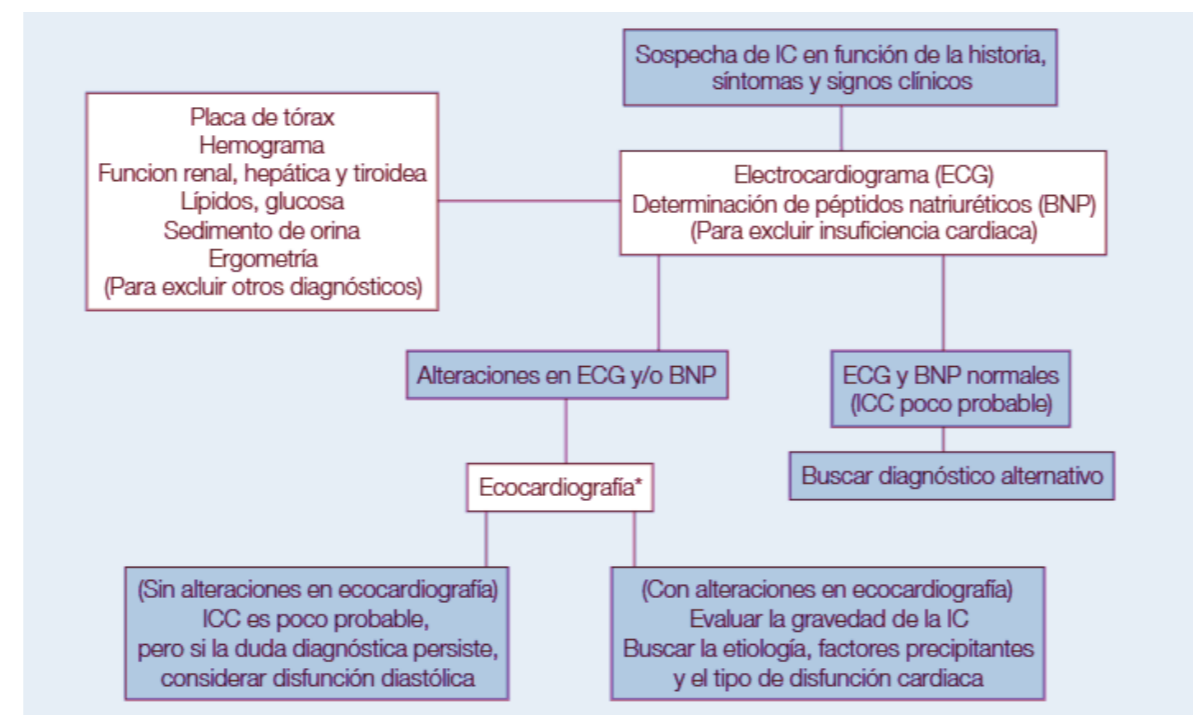 Sospecha de IC en función de la historia,
síntomas y signos clínicos
Placa de tórax
Hemograma
Funcion renal, hepática y tiroidea
Lípidos, glucosa
Sedimento de orina
Ergometría
(Para excluir otros diagnósticos)
Electrocardiograma (ECG)
Determinación de péptidos natriuréticos (BNP)
(Para excluir insuficiencia cardiaca)
Alteraciones en ECG y/o BNP
ECG y BNP normales
(ICC poco probable)
Ecocardiografía*
Buscar diagnóstico alternativo
(Sin alteraciones en ecocardiografía)
ICC es poco probable,
pero si la duda diagnóstica persiste,
considerar disfunción diastólica
(Con alteraciones en ecocardiografía)
Evaluar la gravedad de la IC
Buscar la etiología, factores precipitantes
y el tipo de disfunción cardiaca